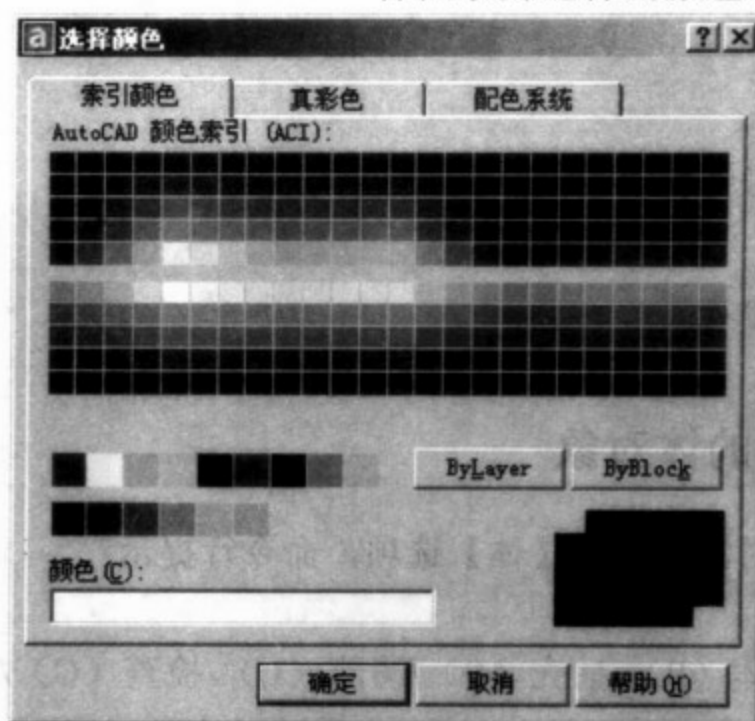 选择颜色
索引颜色 真彩色 配色系统
AutoCAD 颜色索引 (ACI):
ByLayer ByBlock
颜色(C):
确定 取消 帮助(H)